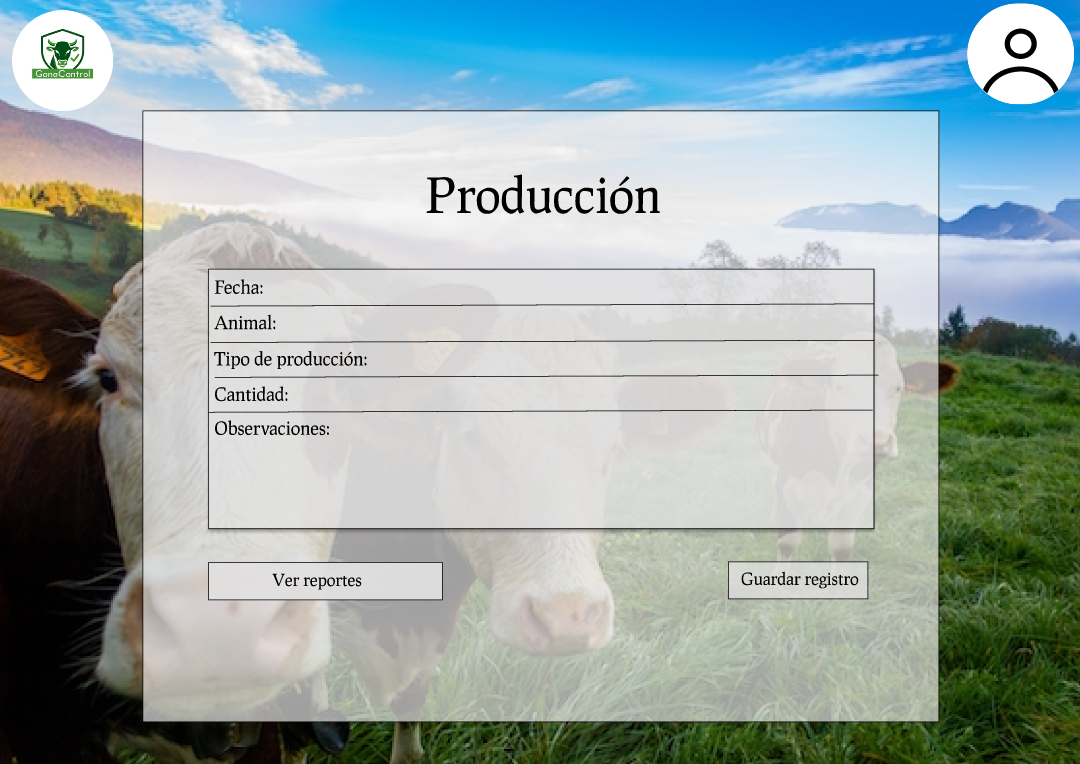 GanaControl
Producción
Fecha:
Animal:
Tipo de producción:
Cantidad:
Observaciones:
Ver reportes
Guardar registro